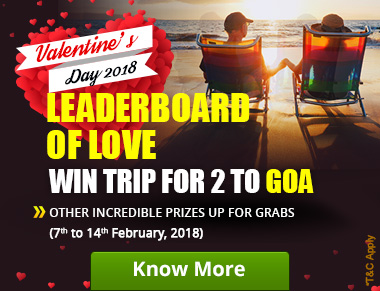 Valentine's
Day 2018
LEADERBOARD
OF LOVE
WIN TRIP FOR 2 TO GOA
» OTHER INCREDIBLE PRIZES UP FOR GRABS
(7th to 14th February, 2018)
Know More
*T&C Apply